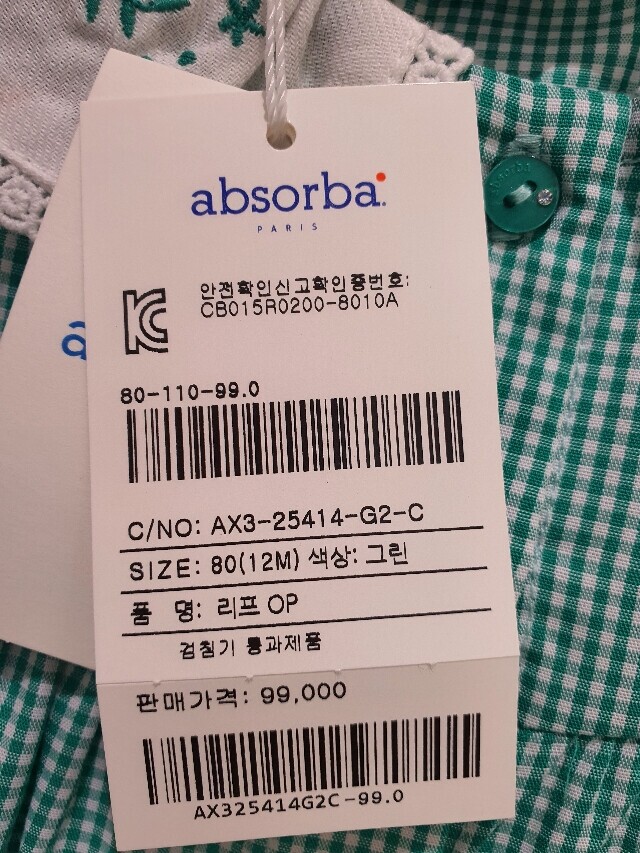 absorba.
PARIS
안전확인신고확인증번호:
CB015R0200-8010A
80-110-99.0
C/NO: AX3-25414-G2-C
SIZE: 80(12M) 색상: 그린
품 명: 리프 OP
검침기 통과제품
판매가격: 99,000
AX325414G2C-99.0
absorba